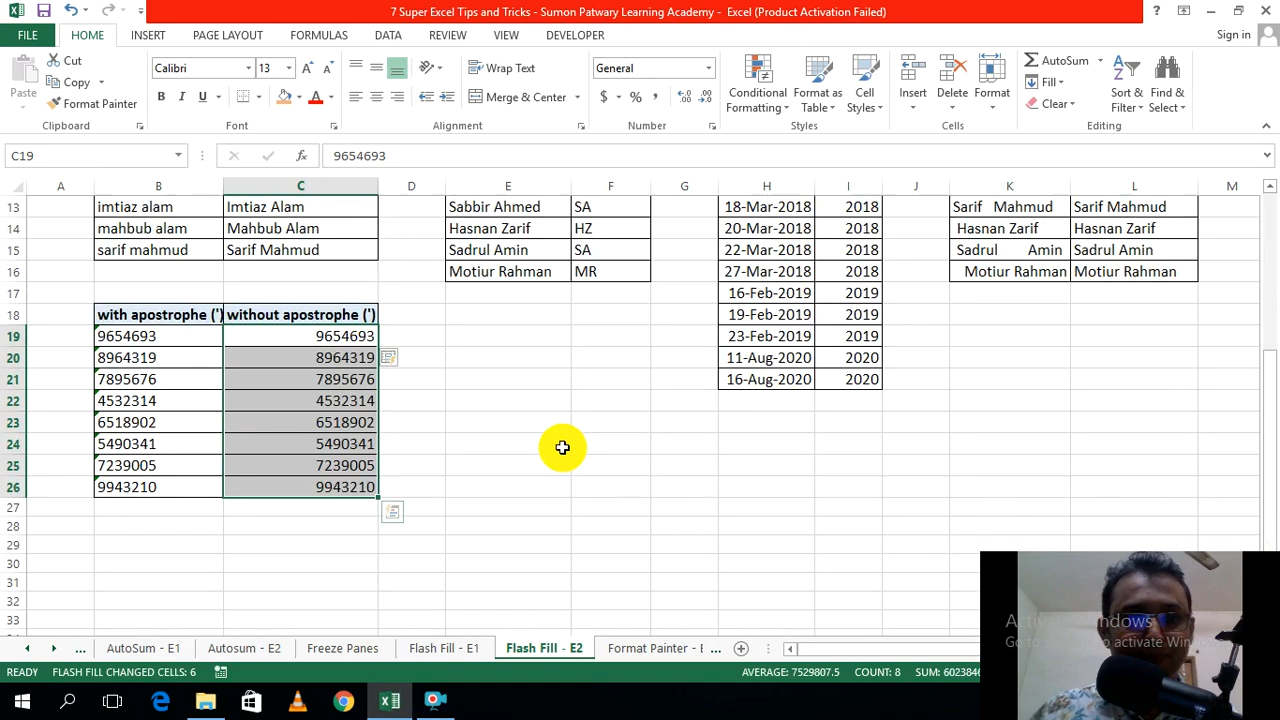 7 Super Excel Tips and Tricks - Sumon Patwary Learning Academy - Excel (Product Activation Failed)
FILE HOME INSERT PAGE LAYOUT FORMULAS DATA REVIEW VIEW DEVELOPER Sign in
Paste Cut Copy Format Painter Clipboard
Calibri 13 B I U A Font
Wrap Text Merge & Center Alignment
General $ % , Number
Conditional Formatting Format as Table Cell Styles Styles
Insert Delete Format Cells
AutoSum Fill Clear Sort & Filter Find & Select Editing
C19 fx 9654693
A B C D E F G H I J K L M
13 imtiaz alam Imtiaz Alam Sabbir Ahmed SA 18-Mar-2018 2018 Sarif Mahmud Sarif Mahmud
14 mahbub alam Mahbub Alam Hasnan Zarif HZ 20-Mar-2018 2018 Hasnan Zarif Hasnan Zarif
15 sarif mahmud Sarif Mahmud Sadrul Amin SA 22-Mar-2018 2018 Sadrul Amin Sadrul Amin
16 Motiur Rahman MR 27-Mar-2018 2018 Motiur Rahman Motiur Rahman
17 16-Feb-2019 2019
18 with apostrophe (') without apostrophe (') 19-Feb-2019 2019
19 9654693 9654693 23-Feb-2019 2019
20 8964319 8964319 11-Aug-2020 2020
21 7895676 7895676 16-Aug-2020 2020
22 4532314 4532314
23 6518902 6518902
24 5490341 5490341
25 7239005 7239005
26 9943210 9943210
27
28
29
30
31
32
33
... AutoSum - E1 Autosum - E2 Freeze Panes Flash Fill - E1 Flash Fill - E2 Format Painter - E ...
READY FLASH FILL CHANGED CELLS: 6 AVERAGE: 7529807.5 COUNT: 8 SUM: 6023846